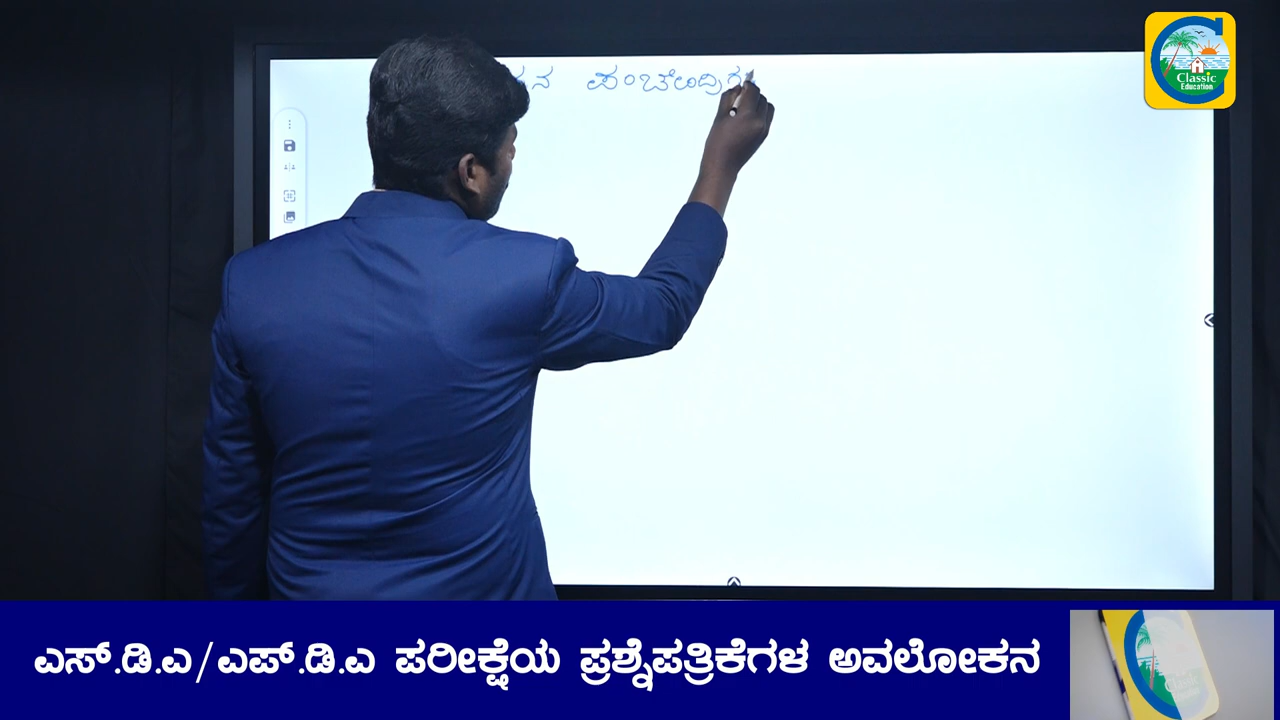 ಪಂಚೇಂದ್ರಿಗ
Classic
Education
ಎಸ್.ಡಿ.ಎ/ಎಫ್.ಡಿ.ಎ ಪರೀಕ್ಷೆಯ ಪ್ರಶ್ನೆಪತ್ರಿಕೆಗಳ ಅವಲೋಕನ